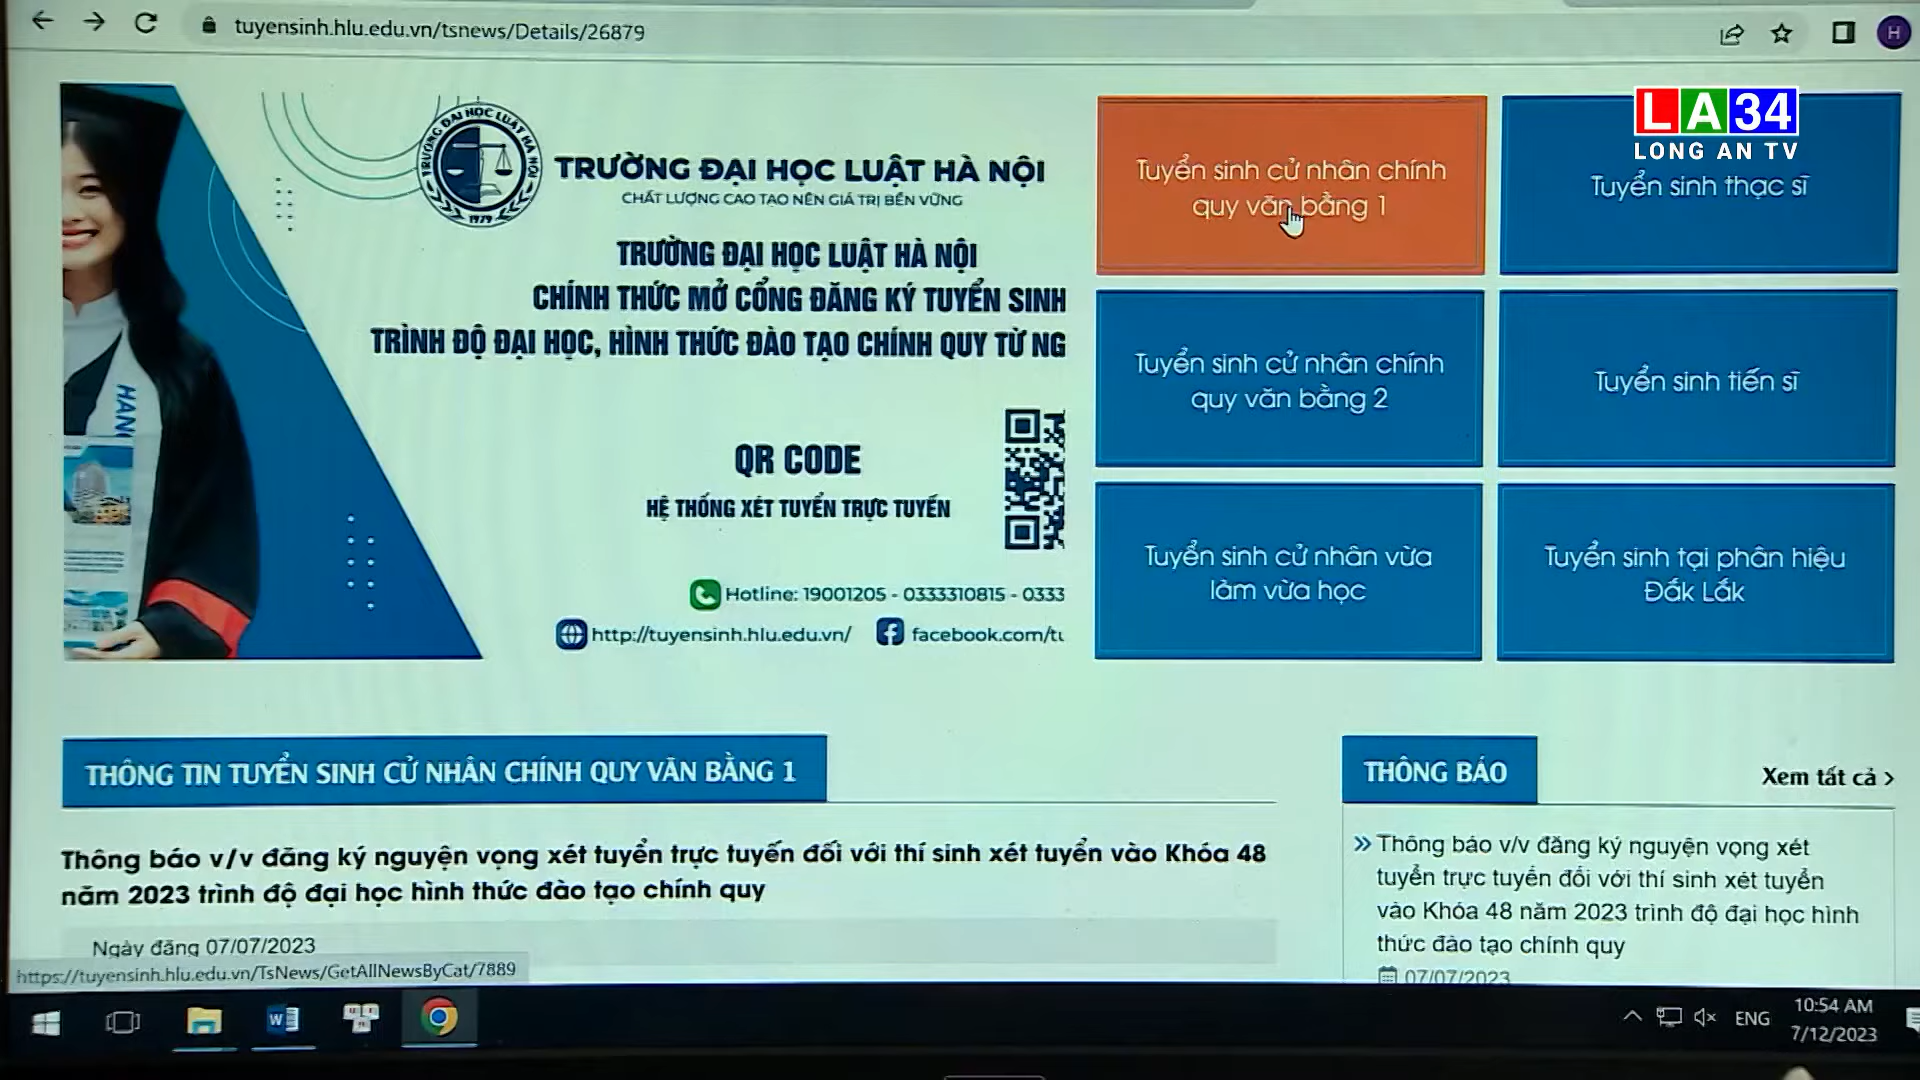 tuyensinh.hlu.edu.vn/tsnews/Details/26879
H
LA34
LONG AN TV
TRƯỜNG ĐẠI HỌC LUẬT HÀ NỘI
1979
TRƯỜNG ĐẠI HỌC LUẬT HÀ NỘI
CHẤT LƯỢNG CAO TẠO NÊN GIÁ TRỊ BỀN VỮNG
TRƯỜNG ĐẠI HỌC LUẬT HÀ NỘI
CHÍNH THỨC MỞ CỔNG ĐĂNG KÝ TUYỂN SINH
TRÌNH ĐỘ ĐẠI HỌC, HÌNH THỨC ĐÀO TẠO CHÍNH QUY TỪ NG
HAN
QR CODE
HỆ THỐNG XÉT TUYỂN TRỰC TUYẾN
Hotline: 19001205 - 0333310815 - 0333
http://tuyensinh.hlu.edu.vn/
facebook.com/tu
Tuyển sinh cử nhân chính
quy văn bằng 1
Tuyển sinh thạc sĩ
Tuyển sinh cử nhân chính
quy văn bằng 2
Tuyển sinh tiến sĩ
Tuyển sinh cử nhân vừa
làm vừa học
Tuyển sinh tại phân hiệu
Đắk Lắk
THÔNG TIN TUYỂN SINH CỬ NHÂN CHÍNH QUY VĂN BẰNG 1
Thông báo v/v đăng ký nguyện vọng xét tuyển trực tuyến đối với thí sinh xét tuyển vào Khóa 48
năm 2023 trình độ đại học hình thức đào tạo chính quy
Ngày đăng 07/07/2023
THÔNG BÁO
Xem tất cả >
Thông báo v/v đăng ký nguyện vọng xét
tuyển trực tuyến đối với thí sinh xét tuyển
vào Khóa 48 năm 2023 trình độ đại học hình
thức đào tạo chính quy
07/07/2023
https://tuyensinh.hlu.edu.vn/TsNews/GetAllNewsByCat/7889
ENG
10:54 AM
7/12/2023